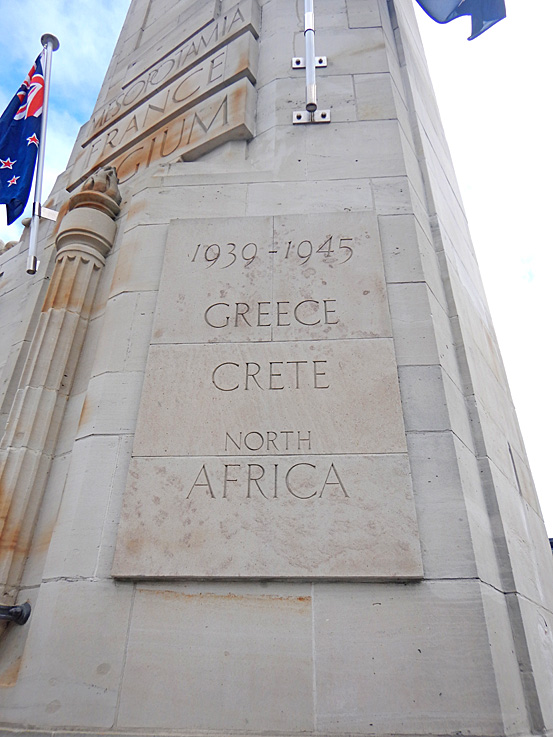 MESOPOTAMIA
FRANCE
BELGIUM
1939-1945
GREECE
CRETE
NORTH
AFRICA